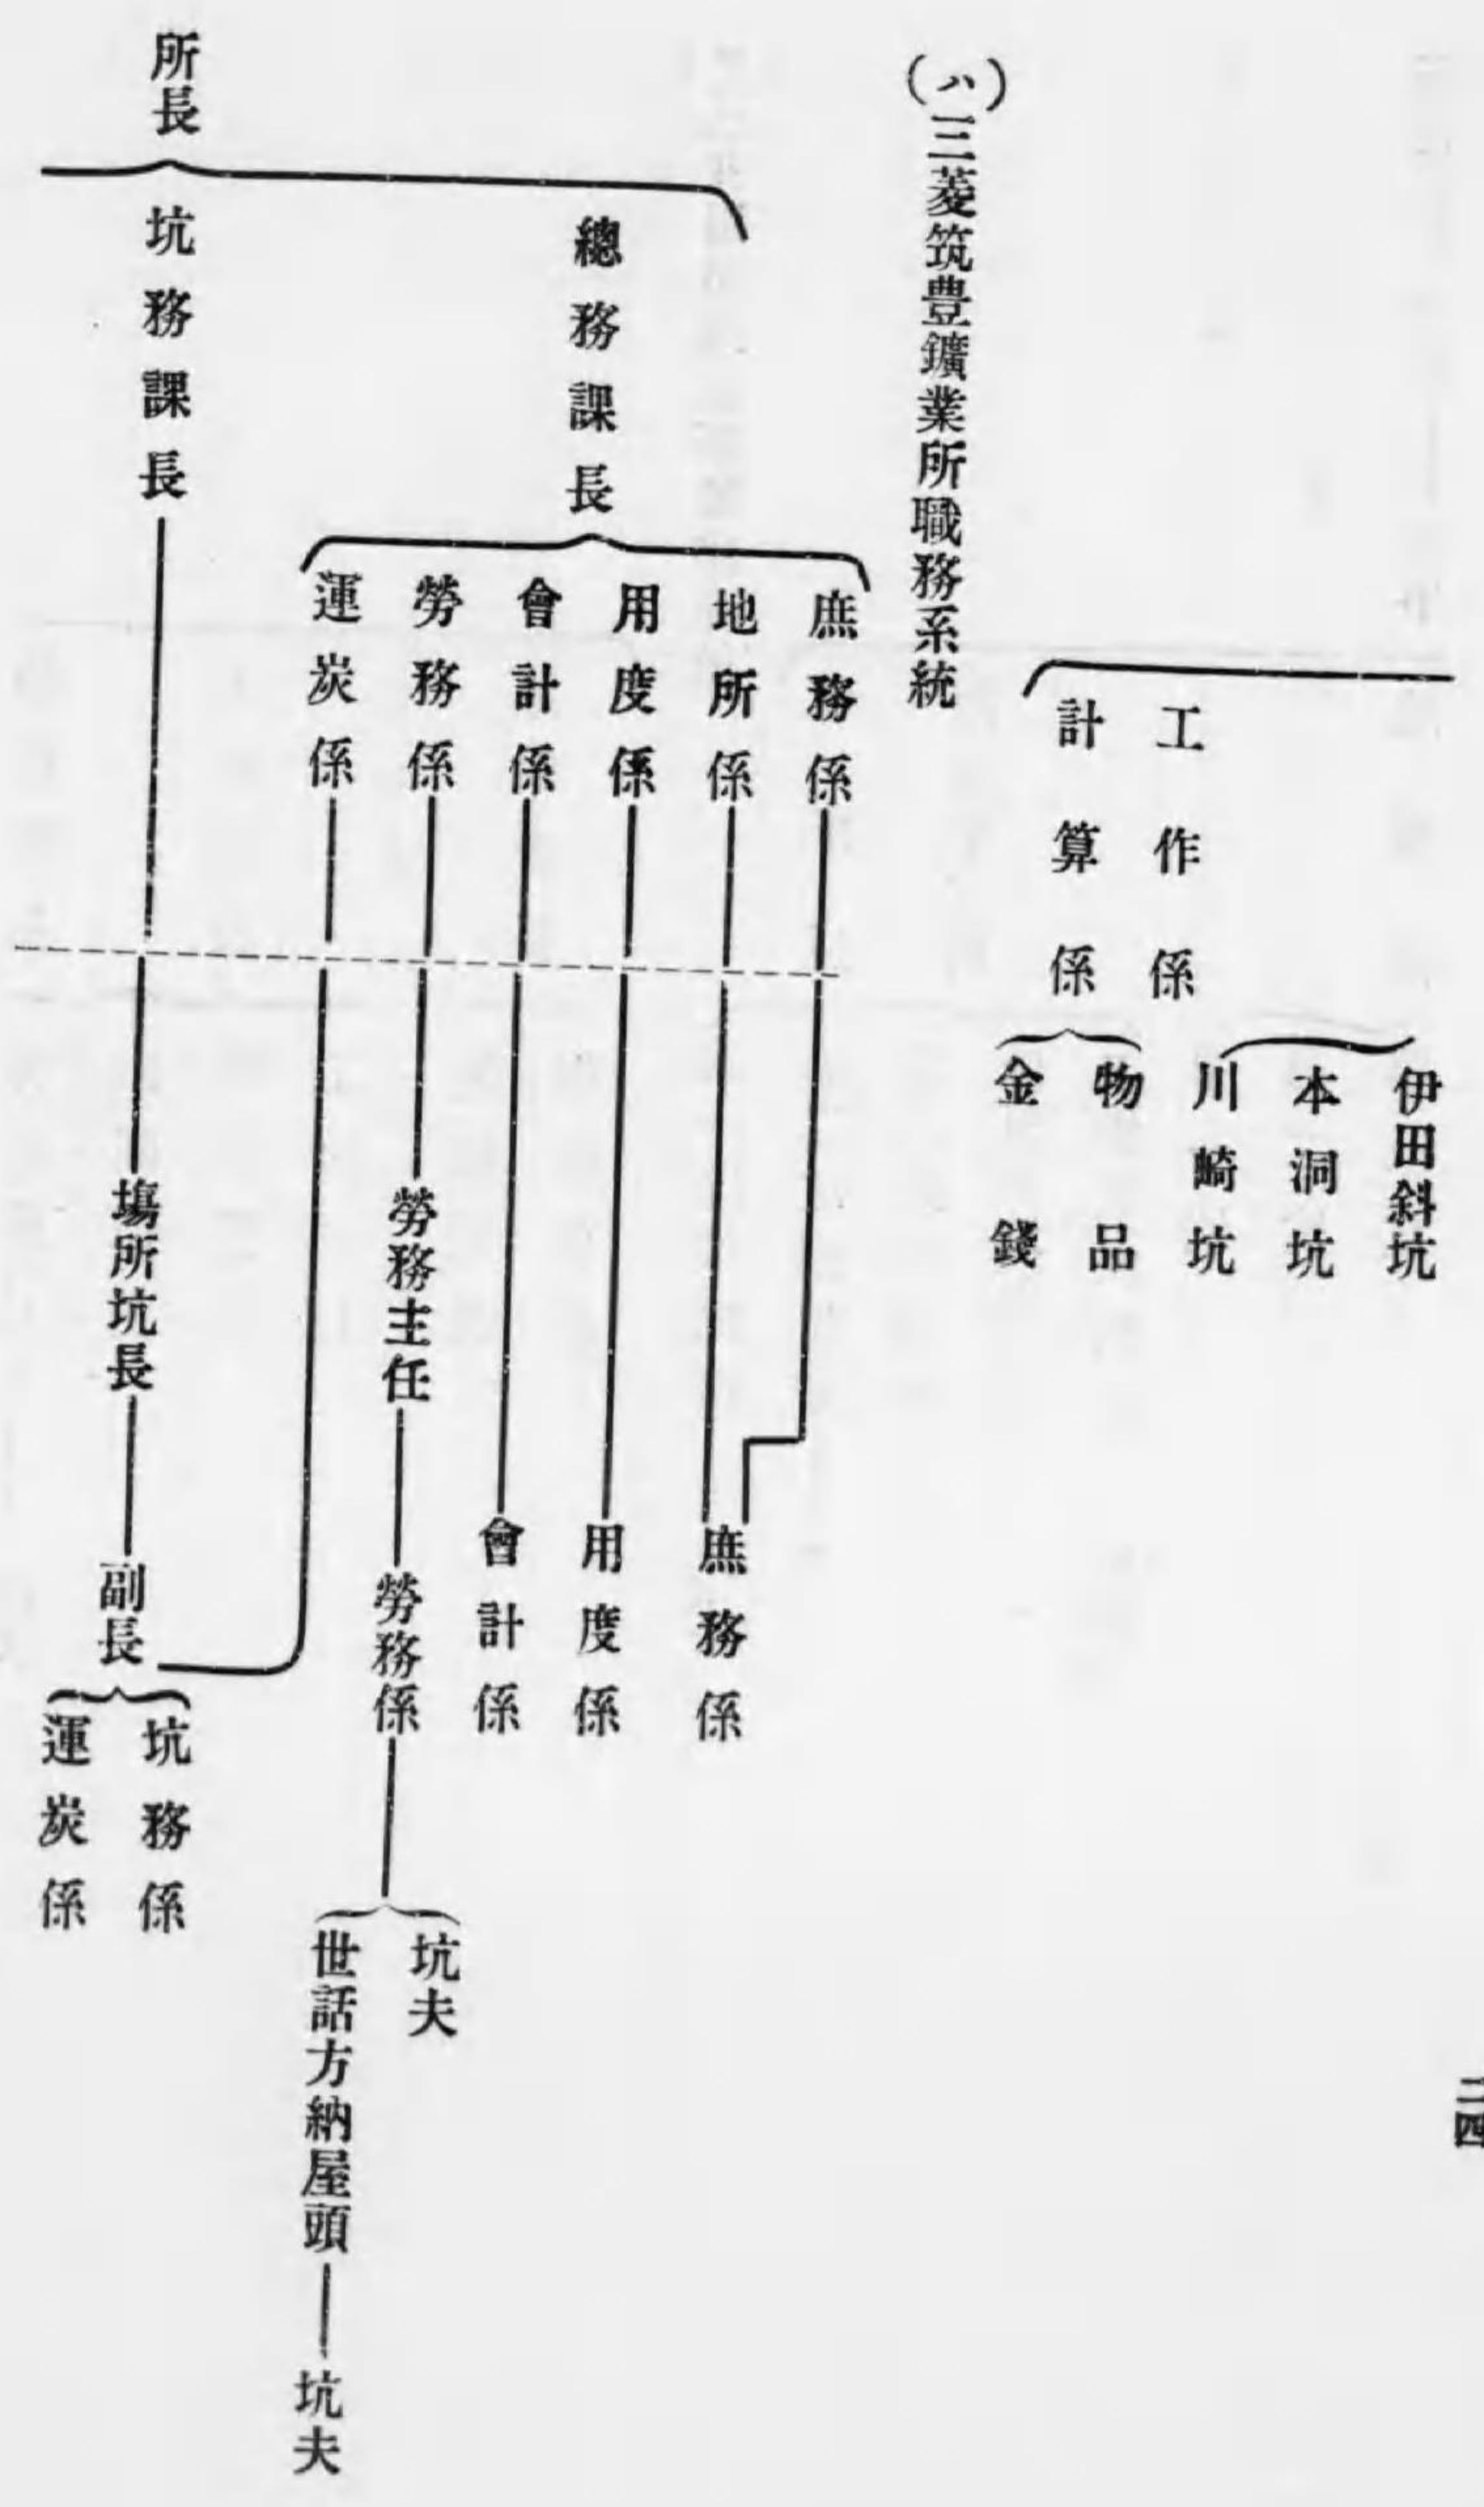 二四
伊田斜坑
本洞坑
川崎坑
工作係
物品
計算係
金錢
(ハ)三菱筑豊鑛業所職務系統
所長
總務課長
庶務係
地所係
庶務係
用度係
用度係
會計係
會計係
勞務係
勞務主任
勞務係
坑夫
世話方納屋頭
坑夫
運炭係
坑務課長
塲所坑長
副長
坑務係
運炭係